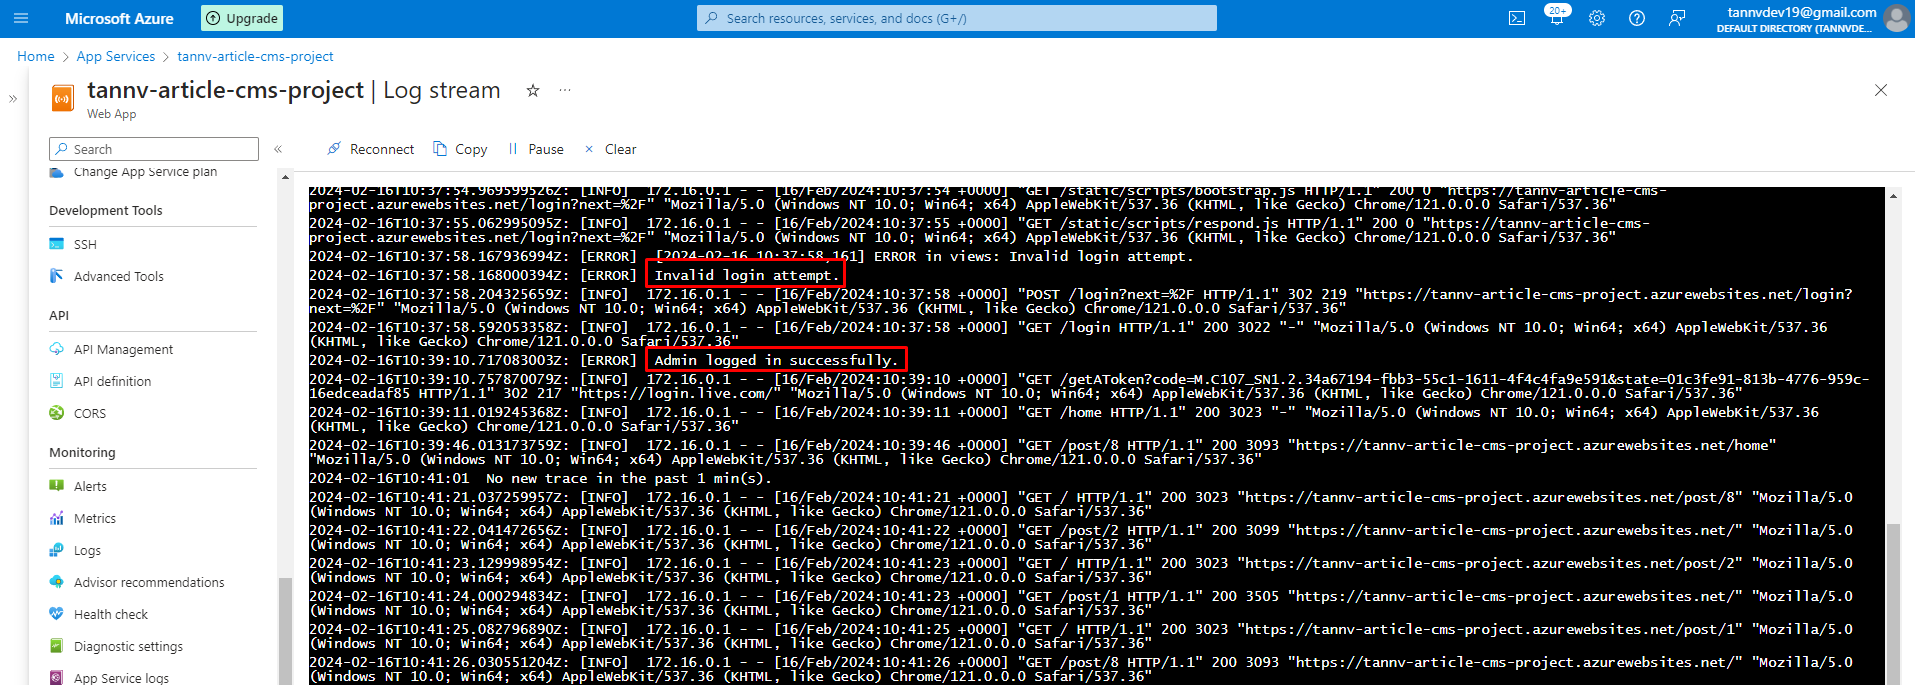 Microsoft Azure
Upgrade
Search resources, services, and docs (G+/)
20+
tannvdev19@gmail.com
DEFAULT DIRECTORY (TANNVDE...
Home > App Services > tannv-article-cms-project
tannv-article-cms-project | Log stream
Web App
Search
Reconnect
Copy
Pause
Clear
Change App Service plan
Development Tools
SSH
Advanced Tools
API
API Management
API definition
CORS
Monitoring
Alerts
Metrics
Logs
Advisor recommendations
Health check
Diagnostic settings
App Service logs
2024-02-16T10:37:54.969599526Z: [INFO]  172.16.0.1 - - [16/Feb/2024:10:37:54 +0000] "GET /static/scripts/bootstrap.js HTTP/1.1" 200 0 "https://tannv-article-cms-
project.azurewebsites.net/login?next=%2F" "Mozilla/5.0 (Windows NT 10.0; Win64; x64) AppleWebKit/537.36 (KHTML, like Gecko) Chrome/121.0.0.0 Safari/537.36"
2024-02-16T10:37:55.062995095Z: [INFO]  172.16.0.1 - - [16/Feb/2024:10:37:55 +0000] "GET /static/scripts/respond.js HTTP/1.1" 200 0 "https://tannv-article-cms-
project.azurewebsites.net/login?next=%2F" "Mozilla/5.0 (Windows NT 10.0; Win64; x64) AppleWebKit/537.36 (KHTML, like Gecko) Chrome/121.0.0.0 Safari/537.36"
2024-02-16T10:37:58.167936994Z: [ERROR]  [2024-02-16 10:37:58,161] ERROR in views: Invalid login attempt.
2024-02-16T10:37:58.168000394Z: [ERROR]  Invalid login attempt.
2024-02-16T10:37:58.204325659Z: [INFO]  172.16.0.1 - - [16/Feb/2024:10:37:58 +0000] "POST /login?next=%2F HTTP/1.1" 302 219 "https://tannv-article-cms-project.azurewebsites.net/login?
next=%2F" "Mozilla/5.0 (Windows NT 10.0; Win64; x64) AppleWebKit/537.36 (KHTML, like Gecko) Chrome/121.0.0.0 Safari/537.36"
2024-02-16T10:37:58.592053358Z: [INFO]  172.16.0.1 - - [16/Feb/2024:10:37:58 +0000] "GET /login HTTP/1.1" 200 3022 "-" "Mozilla/5.0 (Windows NT 10.0; Win64; x64) AppleWebKit/537.36
(KHTML, like Gecko) Chrome/121.0.0.0 Safari/537.36"
2024-02-16T10:39:10.717083003Z: [ERROR]  Admin logged in successfully.
2024-02-16T10:39:10.757870079Z: [INFO]  172.16.0.1 - - [16/Feb/2024:10:39:10 +0000] "GET /getAToken?code=M.C107_SN1.2.34a67194-fbb3-55c1-1611-4f4c4fa9e591&state=01c3fe91-813b-4776-959c-
16edceadaf85 HTTP/1.1" 302 217 "https://login.live.com/" "Mozilla/5.0 (Windows NT 10.0; Win64; x64) AppleWebKit/537.36 (KHTML, like Gecko) Chrome/121.0.0.0 Safari/537.36"
2024-02-16T10:39:11.019245368Z: [INFO]  172.16.0.1 - - [16/Feb/2024:10:39:11 +0000] "GET /home HTTP/1.1" 200 3023 "-" "Mozilla/5.0 (Windows NT 10.0; Win64; x64) AppleWebKit/537.36
(KHTML, like Gecko) Chrome/121.0.0.0 Safari/537.36"
2024-02-16T10:39:46.013173759Z: [INFO]  172.16.0.1 - - [16/Feb/2024:10:39:46 +0000] "GET /post/8 HTTP/1.1" 200 3093 "https://tannv-article-cms-project.azurewebsites.net/home"
"Mozilla/5.0 (Windows NT 10.0; Win64; x64) AppleWebKit/537.36 (KHTML, like Gecko) Chrome/121.0.0.0 Safari/537.36"
2024-02-16T10:41:01  No new trace in the past 1 min(s).
2024-02-16T10:41:21.037259957Z: [INFO]  172.16.0.1 - - [16/Feb/2024:10:41:21 +0000] "GET / HTTP/1.1" 200 3023 "https://tannv-article-cms-project.azurewebsites.net/post/8" "Mozilla/5.0
(Windows NT 10.0; Win64; x64) AppleWebKit/537.36 (KHTML, like Gecko) Chrome/121.0.0.0 Safari/537.36"
2024-02-16T10:41:22.041472656Z: [INFO]  172.16.0.1 - - [16/Feb/2024:10:41:22 +0000] "GET /post/2 HTTP/1.1" 200 3099 "https://tannv-article-cms-project.azurewebsites.net/" "Mozilla/5.0
(Windows NT 10.0; Win64; x64) AppleWebKit/537.36 (KHTML, like Gecko) Chrome/121.0.0.0 Safari/537.36"
2024-02-16T10:41:23.129998954Z: [INFO]  172.16.0.1 - - [16/Feb/2024:10:41:23 +0000] "GET / HTTP/1.1" 200 3023 "https://tannv-article-cms-project.azurewebsites.net/post/2" "Mozilla/5.0
(Windows NT 10.0; Win64; x64) AppleWebKit/537.36 (KHTML, like Gecko) Chrome/121.0.0.0 Safari/537.36"
2024-02-16T10:41:24.000294834Z: [INFO]  172.16.0.1 - - [16/Feb/2024:10:41:23 +0000] "GET /post/1 HTTP/1.1" 200 3505 "https://tannv-article-cms-project.azurewebsites.net/" "Mozilla/5.0
(Windows NT 10.0; Win64; x64) AppleWebKit/537.36 (KHTML, like Gecko) Chrome/121.0.0.0 Safari/537.36"
2024-02-16T10:41:25.082796890Z: [INFO]  172.16.0.1 - - [16/Feb/2024:10:41:25 +0000] "GET / HTTP/1.1" 200 3023 "https://tannv-article-cms-project.azurewebsites.net/post/1" "Mozilla/5.0
(Windows NT 10.0; Win64; x64) AppleWebKit/537.36 (KHTML, like Gecko) Chrome/121.0.0.0 Safari/537.36"
2024-02-16T10:41:26.030551204Z: [INFO]  172.16.0.1 - - [16/Feb/2024:10:41:26 +0000] "GET /post/8 HTTP/1.1" 200 3093 "https://tannv-article-cms-project.azurewebsites.net/" "Mozilla/5.0
(Windows NT 10.0; Win64; x64) AppleWebKit/537.36 (KHTML, like Gecko) Chrome/121.0.0.0 Safari/537.36"